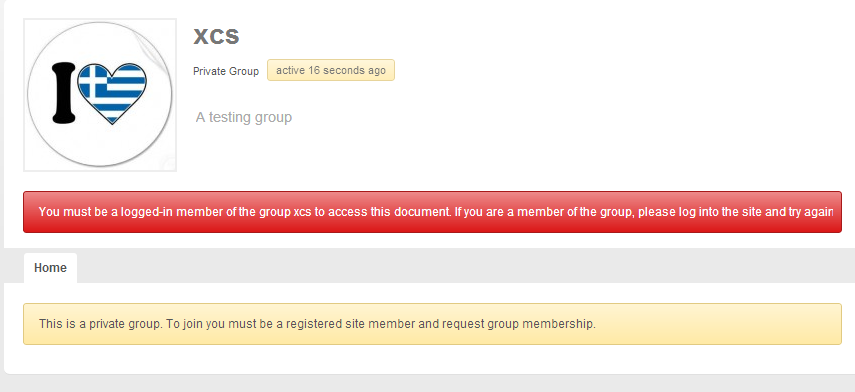 I
xcs
Private Group active 16 seconds ago
A testing group
You must be a logged-in member of the group xcs to access this document. If you are a member of the group, please log into the site and try again
Home
This is a private group. To join you must be a registered site member and request group membership.